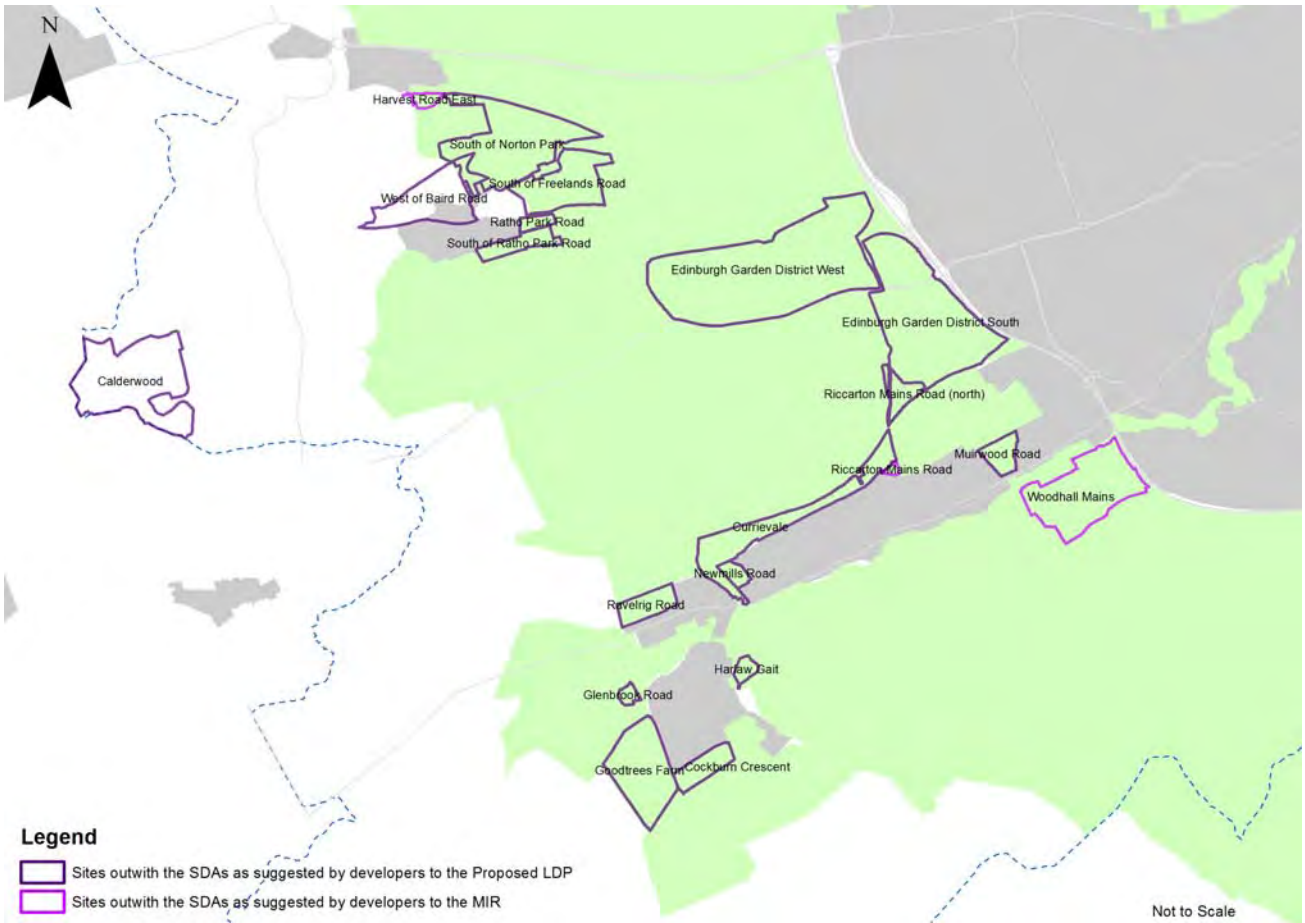 N
Harvest Road East
South of Norton Park
South of Freelands Road
West of Baird Road
Ratho Park Road
South of Ratho Park Road
Edinburgh Garden District West
Edinburgh Garden District South
Calderwood
Riccarton Mains Road (north)
Muirwood Road
Riccarton Mains Road
Woodhall Mains
Currievale
Newmills Road
Ravelrig Road
Harlaw Gait
Glenbrook Road
Goodtrees Farm
Cockburn Crescent
Legend
Sites outwith the SDAs as suggested by developers to the Proposed LDP
Sites outwith the SDAs as suggested by developers to the MIR
Not to Scale